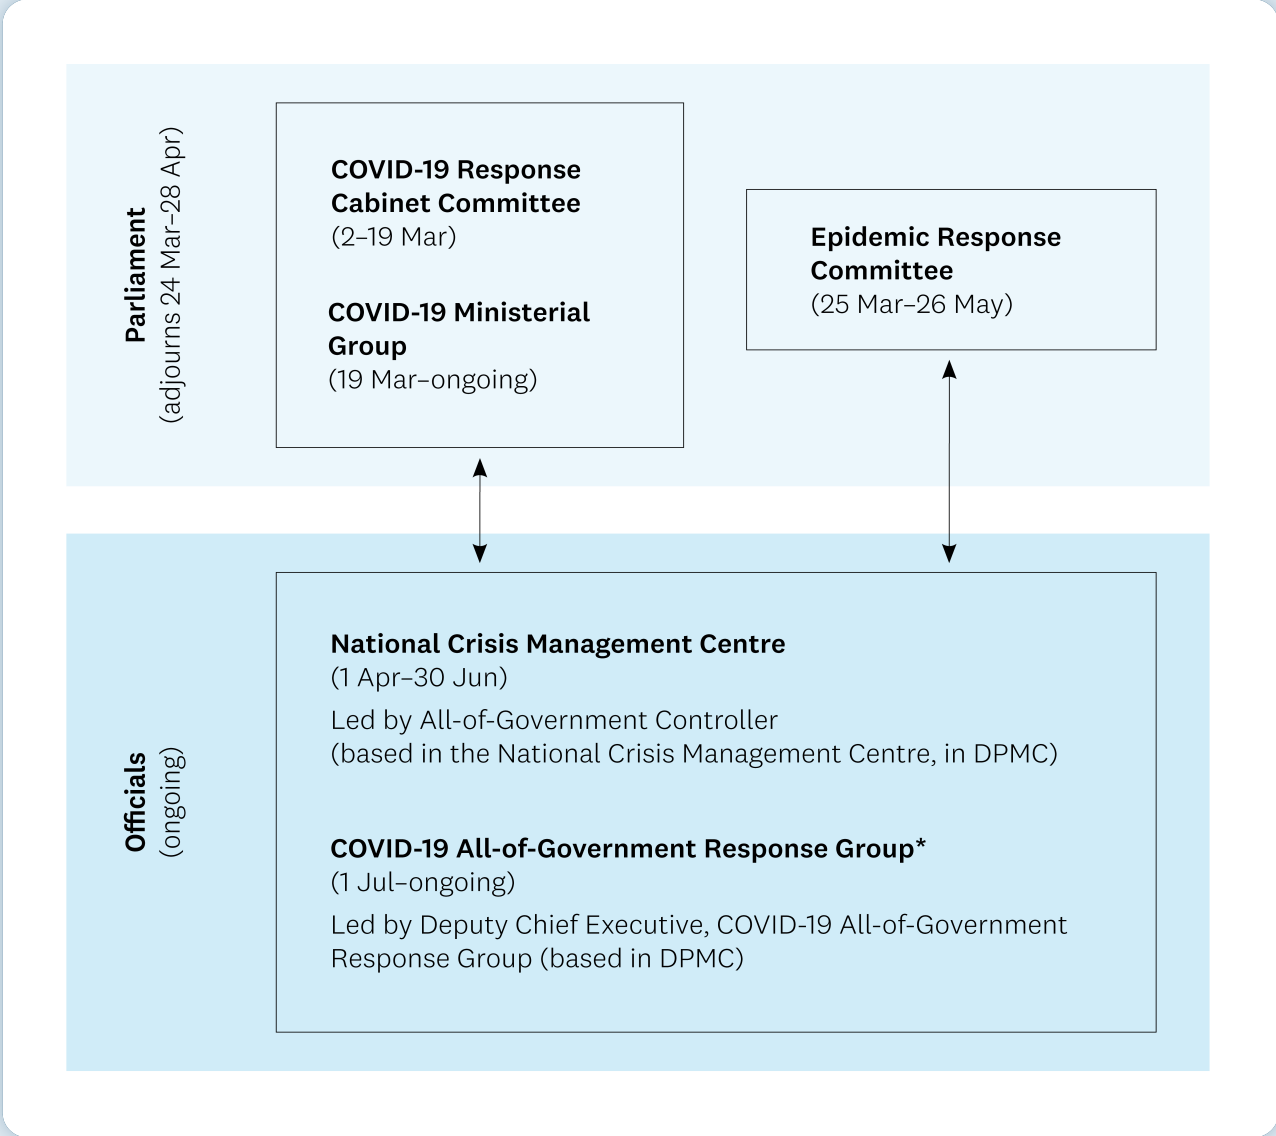 Parliament
(adjourns 24 Mar–28 Apr)
COVID-19 Response
Cabinet Committee
(2–19 Mar)
COVID-19 Ministerial
Group
(19 Mar–ongoing)
Epidemic Response
Committee
(25 Mar–26 May)
Officials
(ongoing)
National Crisis Management Centre
(1 Apr–30 Jun)
Led by All-of-Government Controller
(based in the National Crisis Management Centre, in DPMC)
COVID-19 All-of-Government Response Group*
(1 Jul–ongoing)
Led by Deputy Chief Executive, COVID-19 All-of-Government
Response Group (based in DPMC)